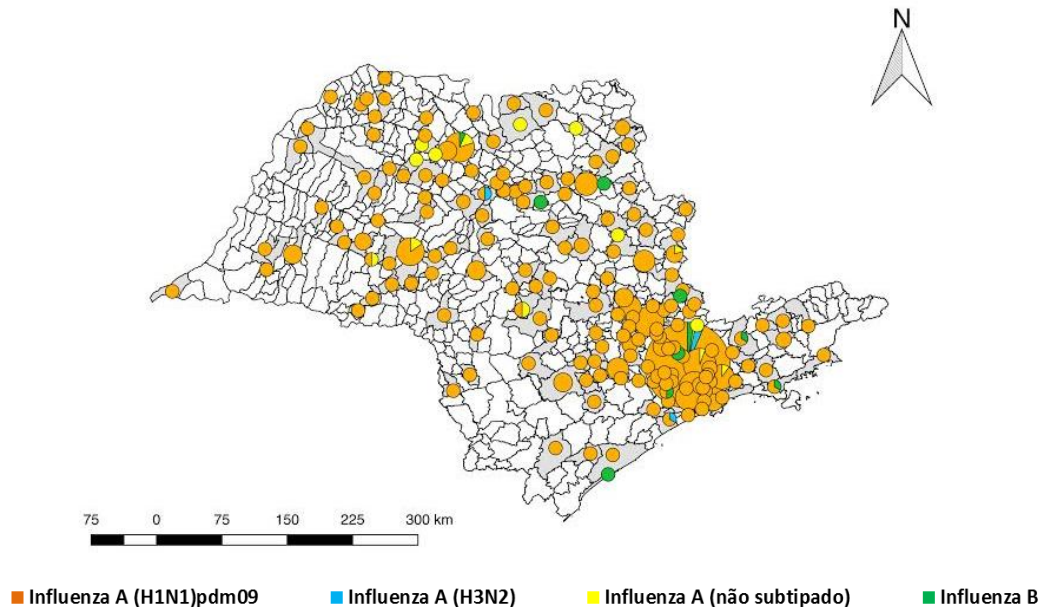 N
75 0 75 150 225 300 km
Influenza A (H1N1)pdm09 Influenza A (H3N2) Influenza A (não subtipado) Influenza B